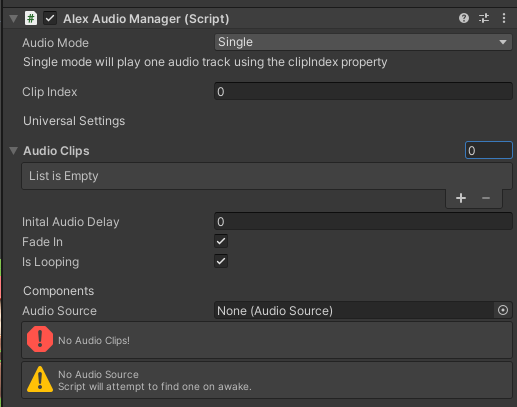 Alex Audio Manager (Script)
Audio Mode Single
Single mode will play one audio track using the clipIndex property
Clip Index 0
Universal Settings
Audio Clips 0
List is Empty
Inital Audio Delay 0
Fade In
Is Looping
Components
Audio Source None (Audio Source)
No Audio Clips!
No Audio Source
Script will attempt to find one on awake.